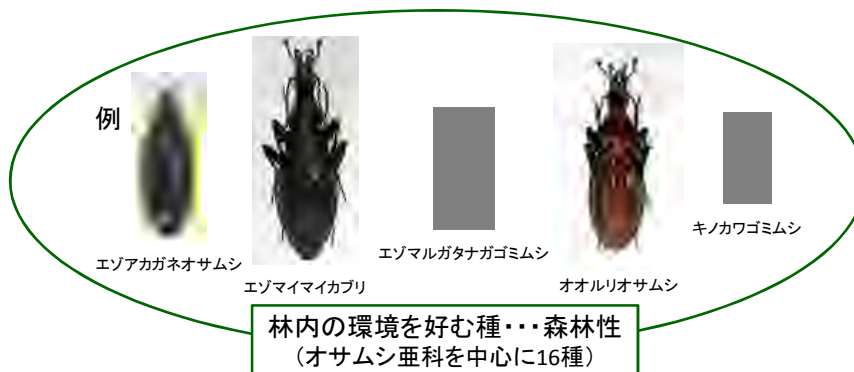 例
エゾアカガネオサムシ
エゾマイマイカブリ
エゾマルガタナガゴミムシ
オオルリオサムシ
キノカワゴミムシ
林内の環境を好む種・・・森林性
（オサムシ亜科を中心に16種）